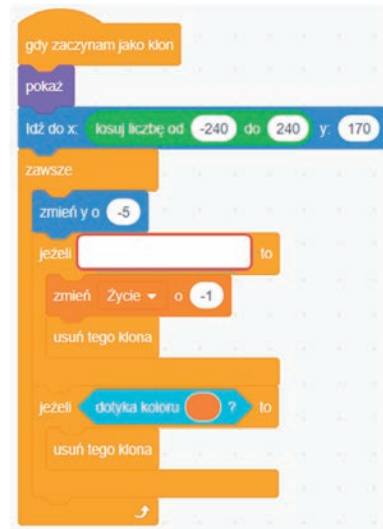 gdy zaczynam jako klon
pokaż
Idź do x: losuj liczbę od -240 do 240 y: 170
zawsze
zmień y o -5
jeżeli to
zmień Życie o -1
usuń tego klona
jeżeli dotyka koloru ? to
usuń tego klona